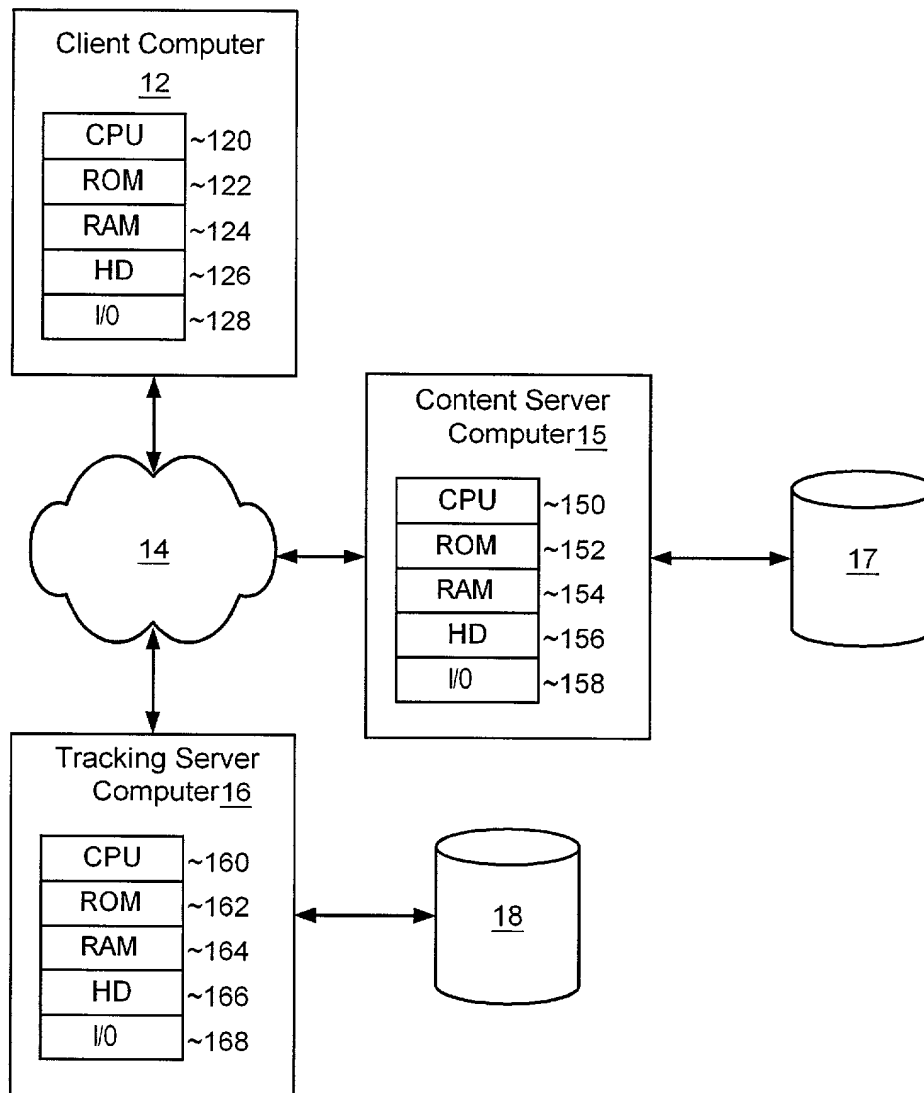 Client Computer
12
CPU ~120
ROM ~122
RAM ~124
HD ~126
I/0 ~128
14
Content Server
Computer15
CPU ~150
ROM ~152
RAM ~154
HD ~156
I/0 ~158
17
Tracking Server
Computer16
CPU ~160
ROM ~162
RAM ~164
HD ~166
I/0 ~168
18